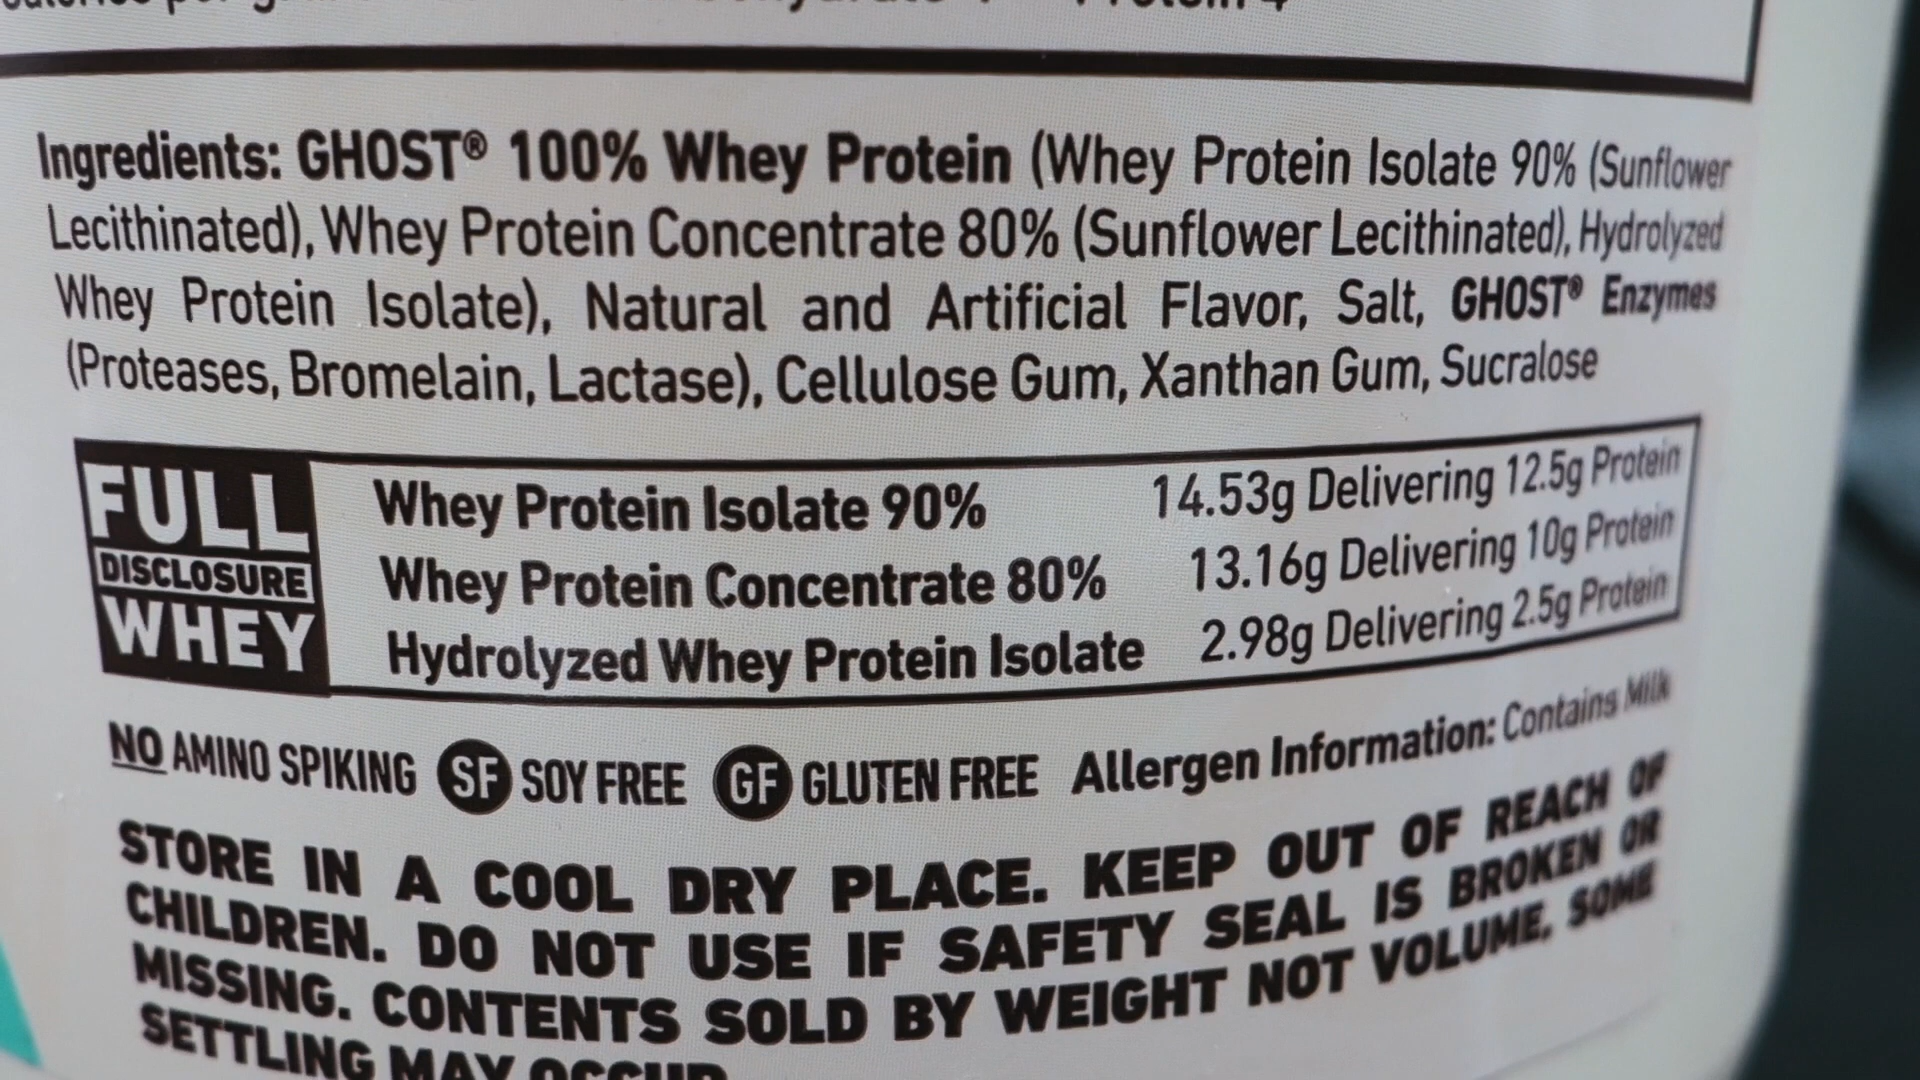 Ingredients: GHOST® 100% Whey Protein (Whey Protein Isolate 90% (Sunflower
Lecithinated), Whey Protein Concentrate 80% (Sunflower Lecithinated), Hydrolyzed
Whey Protein Isolate), Natural and Artificial Flavor, Salt, GHOST® Enzymes
(Proteases, Bromelain, Lactase), Cellulose Gum, Xanthan Gum, Sucralose
FULL
DISCLOSURE
WHEY
Whey Protein Isolate 90% 14.53g Delivering 12.5g Protein
Whey Protein Concentrate 80% 13.16g Delivering 10g Protein
Hydrolyzed Whey Protein Isolate 2.98g Delivering 2.5g Protein
NO AMINO SPIKING SF SOY FREE GF GLUTEN FREE Allergen Information: Contains Milk
STORE IN A COOL DRY PLACE. KEEP OUT OF REACH OF
CHILDREN. DO NOT USE IF SAFETY SEAL IS BROKEN OR
MISSING. CONTENTS SOLD BY WEIGHT NOT VOLUME, SOME
SETTLING MAY OCCUR